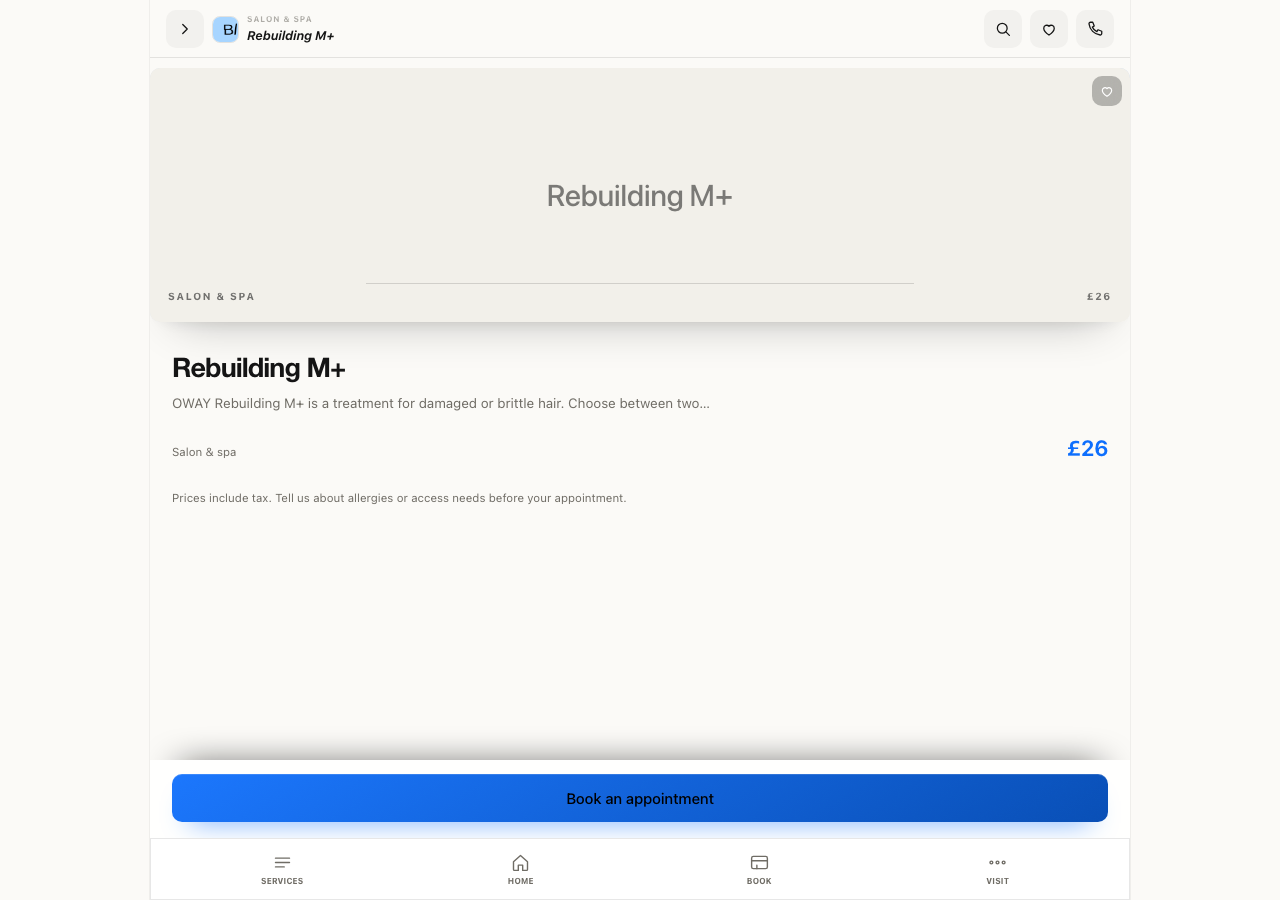 Bl
SALON & SPA
Rebuilding M+
Rebuilding M+
SALON & SPA
£26
Rebuilding M+
OWAY Rebuilding M+ is a treatment for damaged or brittle hair. Choose between two...
Salon & spa
£26
Prices include tax. Tell us about allergies or access needs before your appointment.
Book an appointment
SERVICES
HOME
BOOK
VISIT